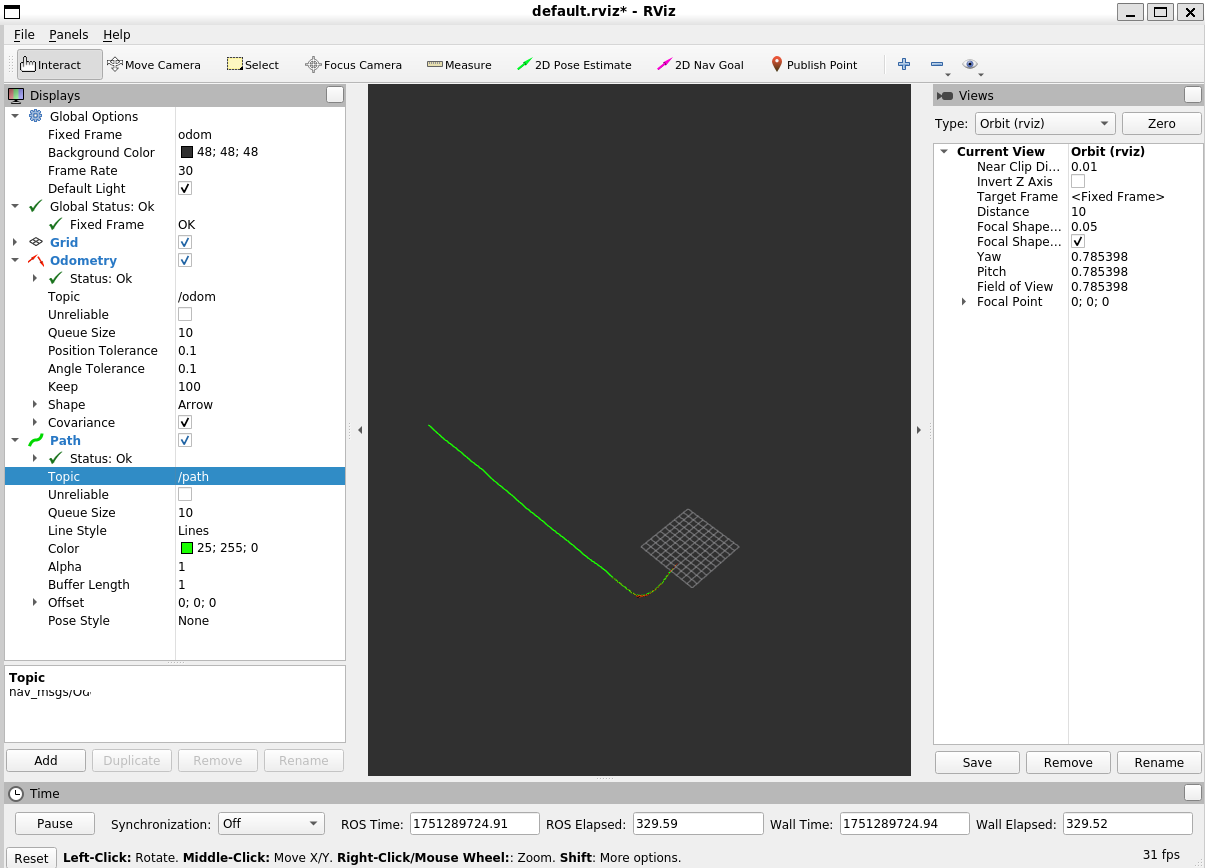 default.rviz* - RViz
File Panels Help
Interact Move Camera Select Focus Camera Measure 2D Pose Estimate 2D Nav Goal Publish Point
Displays
Global Options
Fixed Frame odom
Background Color 48; 48; 48
Frame Rate 30
Default Light
Global Status: Ok
Fixed Frame OK
Grid
Odometry
Status: Ok
Topic /odom
Unreliable
Queue Size 10
Position Tolerance 0.1
Angle Tolerance 0.1
Keep 100
Shape Arrow
Covariance
Path
Status: Ok
Topic /path
Unreliable
Queue Size 10
Line Style Lines
Color 25; 255; 0
Alpha 1
Buffer Length 1
Offset 0; 0; 0
Pose Style None
Topic
Add Duplicate Remove Rename
Views
Type: Orbit (rviz) Zero
Current View Orbit (rviz)
Near Clip Di... 0.01
Invert Z Axis
Target Frame <Fixed Frame>
Distance 10
Focal Shape... 0.05
Focal Shape...
Yaw 0.785398
Pitch 0.785398
Field of View 0.785398
Focal Point 0; 0; 0
Save Remove Rename
Time
Pause Synchronization: Off ROS Time: 1751289724.91 ROS Elapsed: 329.59 Wall Time: 1751289724.94 Wall Elapsed: 329.52
Reset Left-Click: Rotate. Middle-Click: Move X/Y. Right-Click/Mouse Wheel:: Zoom. Shift: More options. 31 fps